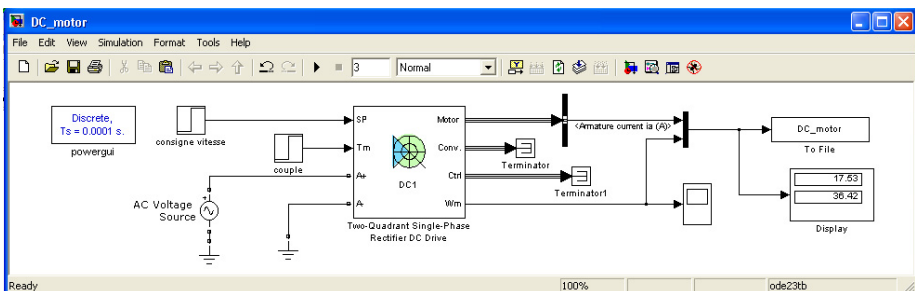 DC_motor
File Edit View Simulation Format Tools Help
3 Normal
Discrete,
Ts = 0.0001 s.
powergui
consigne vitesse
couple
AC Voltage
Source
+
SP
Tm
A+
A-
DC1
Motor
Conv.
Ctrl
Wm
Two-Quadrant Single-Phase
Rectifier DC Drive
Terminator
Terminator1
<Armature current ia (A)>
DC_motor
To File
17.53
36.42
Display
Ready 100% ode23tb